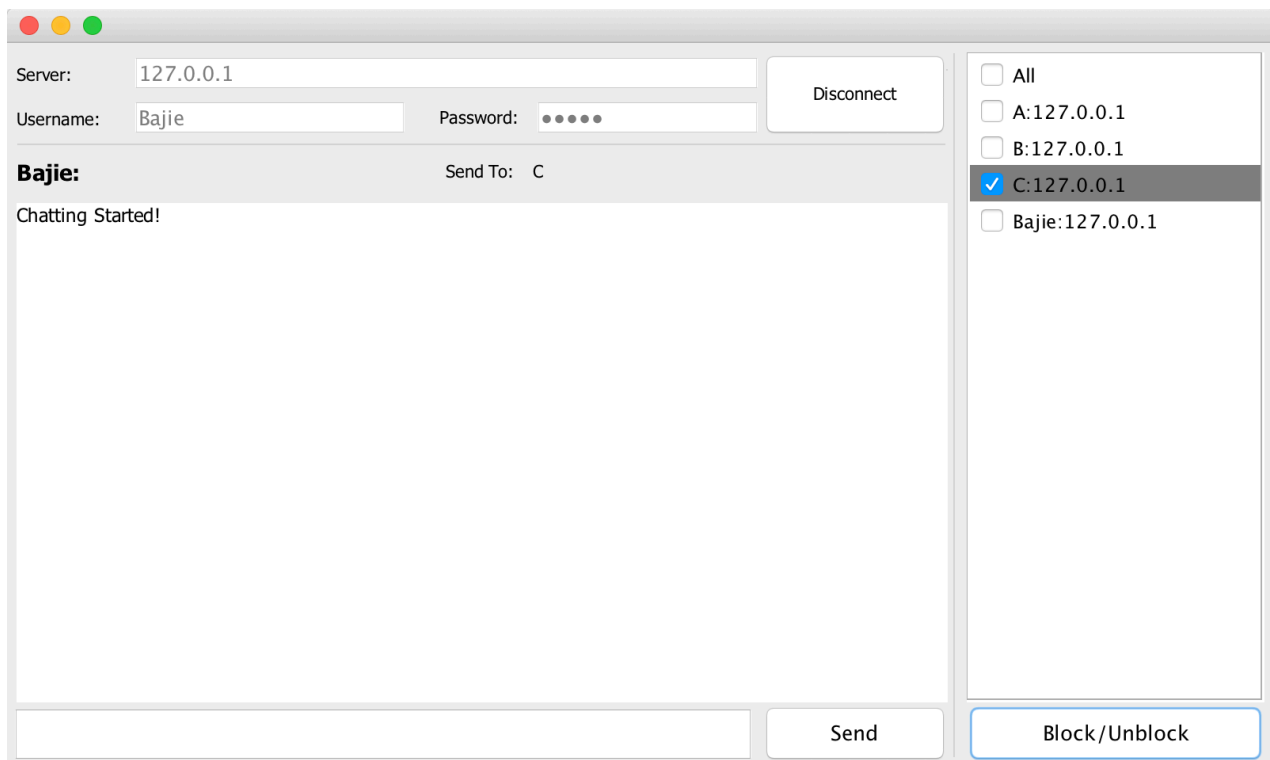 Server: 127.0.0.1
Disconnect
Username: Bajie Password: ●●●●●
Bajie: Send To: C
Chatting Started!
Send
All
A:127.0.0.1
B:127.0.0.1
C:127.0.0.1
Bajie:127.0.0.1
Block/Unblock